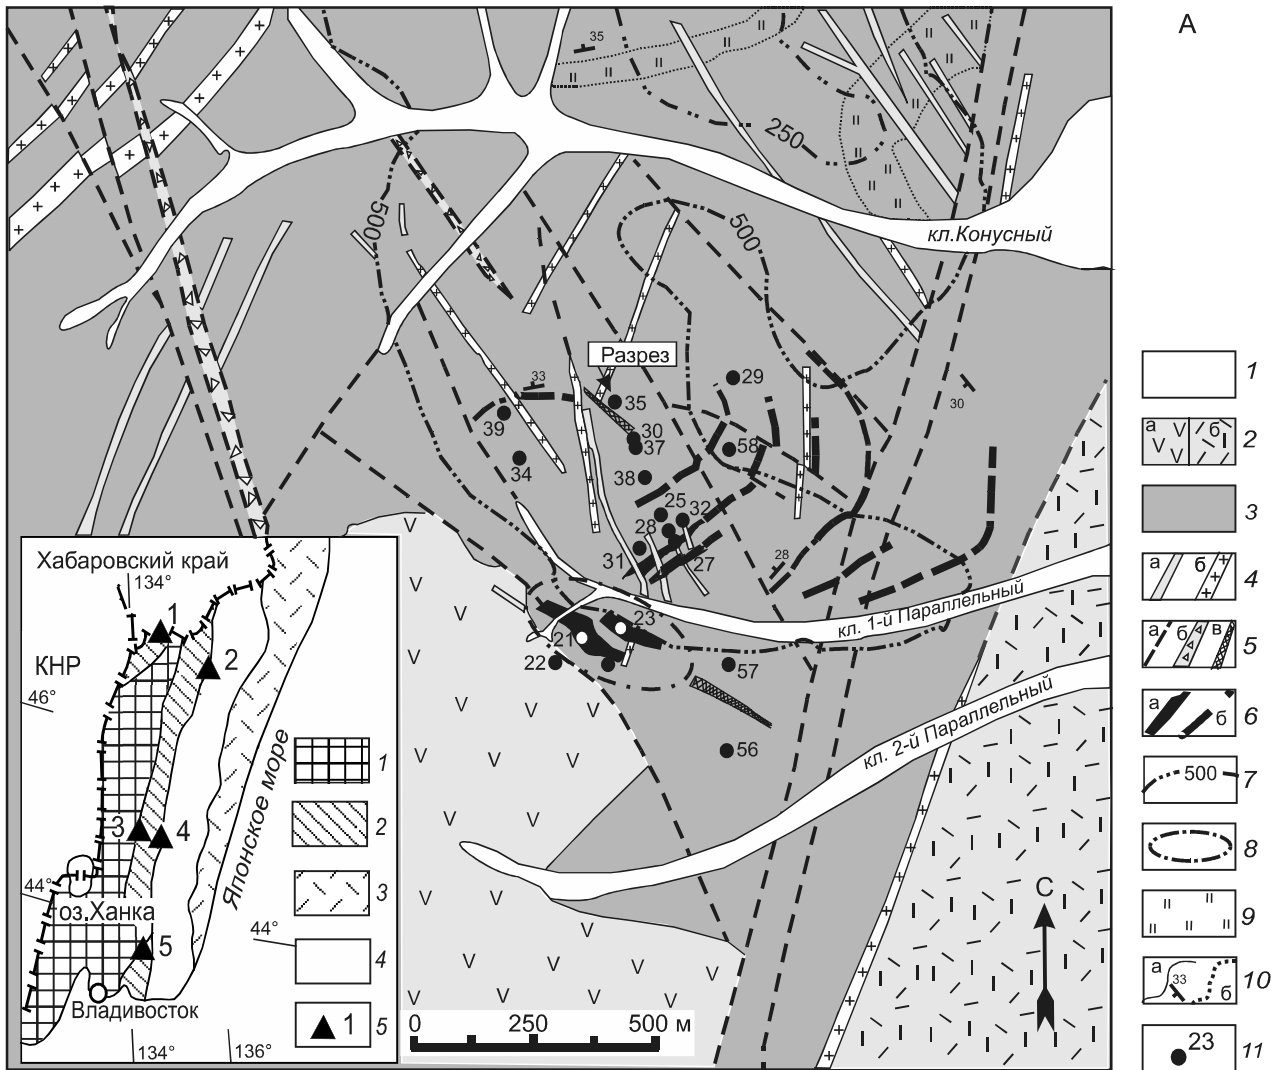 А
35
250
500
500
кл.Конусный
Разрез
33
29
35
39
30
30
37
58
34
38
25
32
28
28
31
27
кл. 1-й Параллельный
23
21
22
57
кл. 2-й Параллельный
56
С
0 250 500 м
Хабаровский край
134°
1
КНР
2
46°
Японское море
3
4
44°
оз.Ханка
44°
5
Владивосток
134°
136°
1
2
3
4
1 5
1
а б 2
3
а б 4
а б в 5
а б 6
500 7
8
9
а 33 б 10
23 11